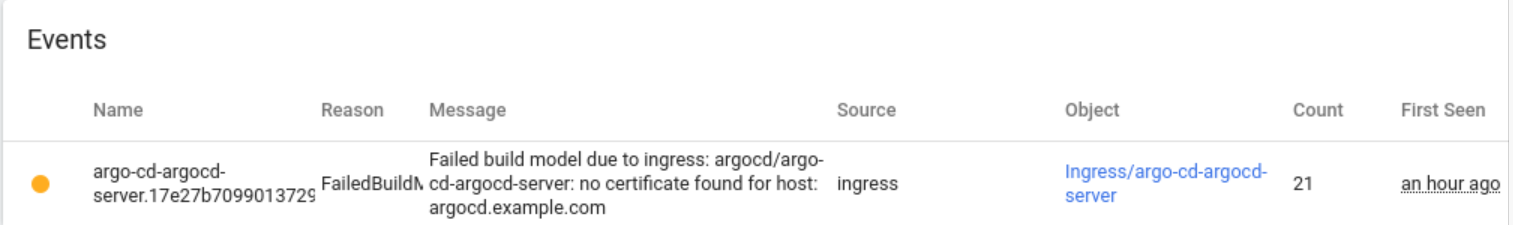 Events
Name Reason Message Source Object Count First Seen
argo-cd-argocd-
server.17e27b7099013729
FailedBuildM
Failed build model due to ingress: argocd/argo-
cd-argocd-server: no certificate found for host:
argocd.example.com
ingress
Ingress/argo-cd-argocd-
server
21
an hour ago